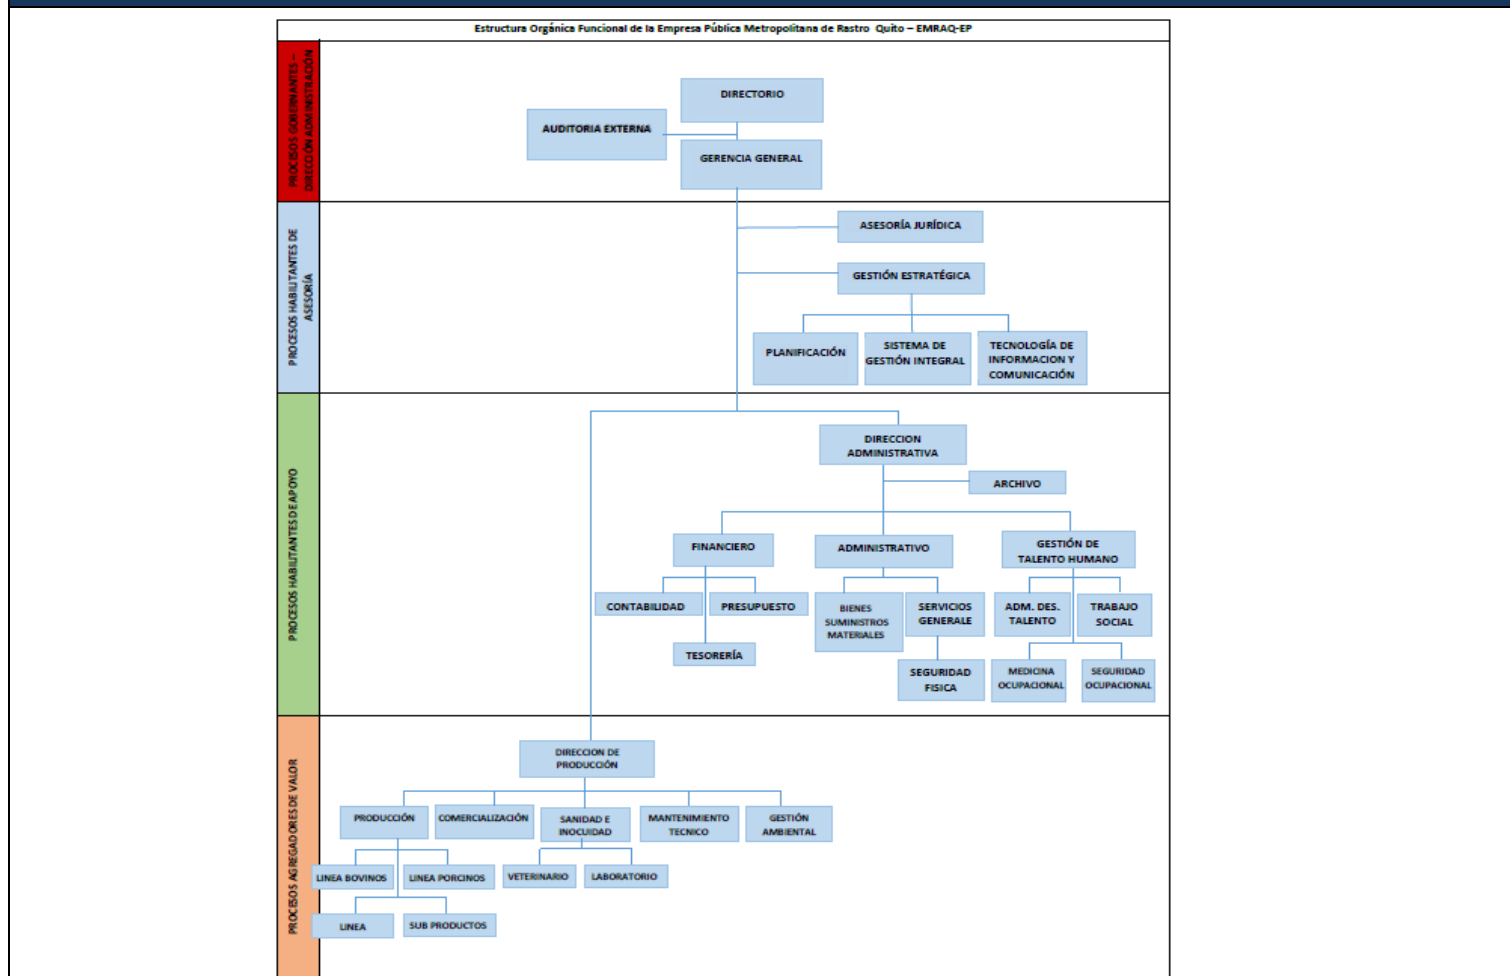 Estructura Orgánica Funcional de la Empresa Pública Metropolitana de Rastro Quito – EMRAQ-EP
PROCESOS GOBERNANTES –
DIRECCIÓN ADMINISTRACIÓN
DIRECTORIO
AUDITORIA EXTERNA
GERENCIA GENERAL
PROCESOS HABILITANTES DE
ASESORÍA
ASESORÍA JURÍDICA
GESTIÓN ESTRATÉGICA
PLANIFICACIÓN
SISTEMA DE
GESTIÓN INTEGRAL
TECNOLOGÍA DE
INFORMACION Y
COMUNICACIÓN
PROCESOS HABILITANTES DE APOYO
DIRECCION
ADMINISTRATIVA
ARCHIVO
FINANCIERO
ADMINISTRATIVO
GESTIÓN DE
TALENTO HUMANO
CONTABILIDAD
PRESUPUESTO
BIENES
SUMINISTROS
MATERIALES
SERVICIOS
GENERALE
ADM. DES.
TALENTO
TRABAJO
SOCIAL
TESORERÍA
SEGURIDAD
FISICA
MEDICINA
OCUPACIONAL
SEGURIDAD
OCUPACIONAL
PROCESOS AGREGADORES DE VALOR
DIRECCION DE
PRODUCCIÓN
PRODUCCIÓN
COMERCIALIZACIÓN
SANIDAD E
INOCUIDAD
MANTENIMIENTO
TECNICO
GESTIÓN
AMBIENTAL
LINEA BOVINOS
LINEA PORCINOS
VETERINARIO
LABORATORIO
LINEA
SUB PRODUCTOS